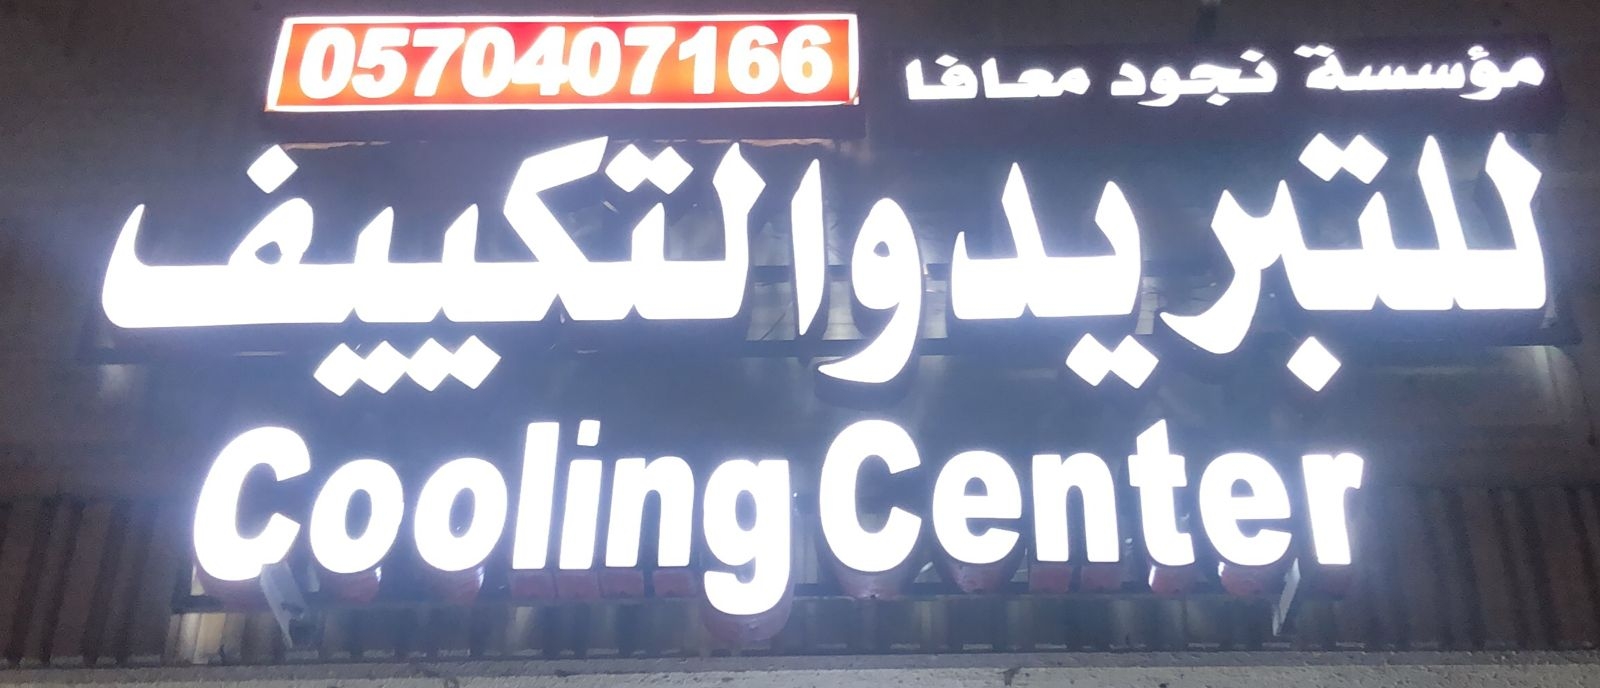 مؤسسة نجود معافا
0570407166
للتبريد والتكييف
Cooling Center